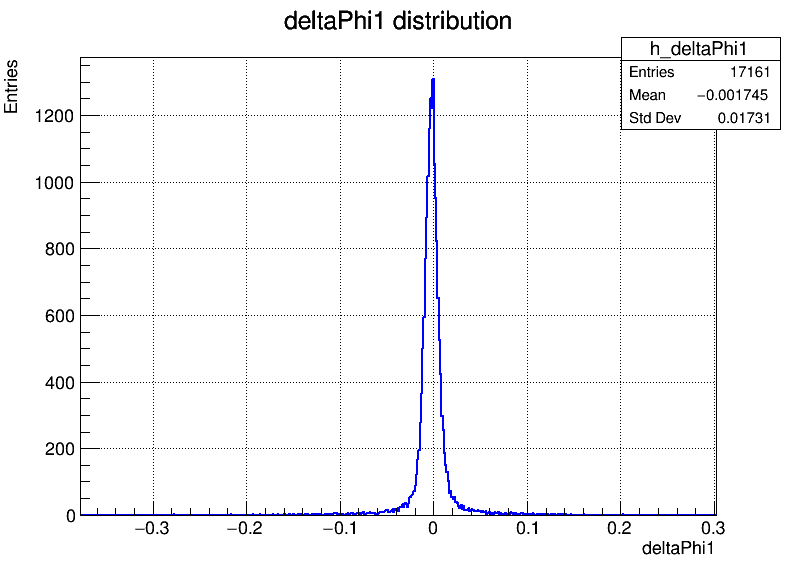 deltaPhi1 distribution
h_deltaPhi1
Entries 17161
Mean −0.001745
Std Dev 0.01731
Entries
1200
1000
800
600
400
200
0
−0.3 −0.2 −0.1 0 0.1 0.2 0.3
deltaPhi1